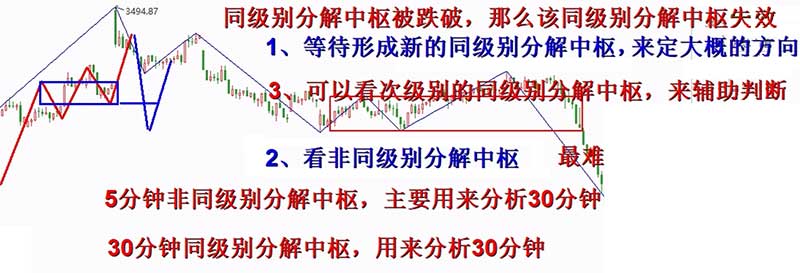 3494.87
同级别分解中枢被跌破，那么该同级别分解中枢失效
1、等待形成新的同级别分解中枢，来定大概的方向
3、可以看次级别的同级别分解中枢，来辅助判断
2、看非同级别分解中枢
最难
5分钟非同级别分解中枢，主要用来分析30分钟
30分钟同级别分解中枢，用来分析30分钟